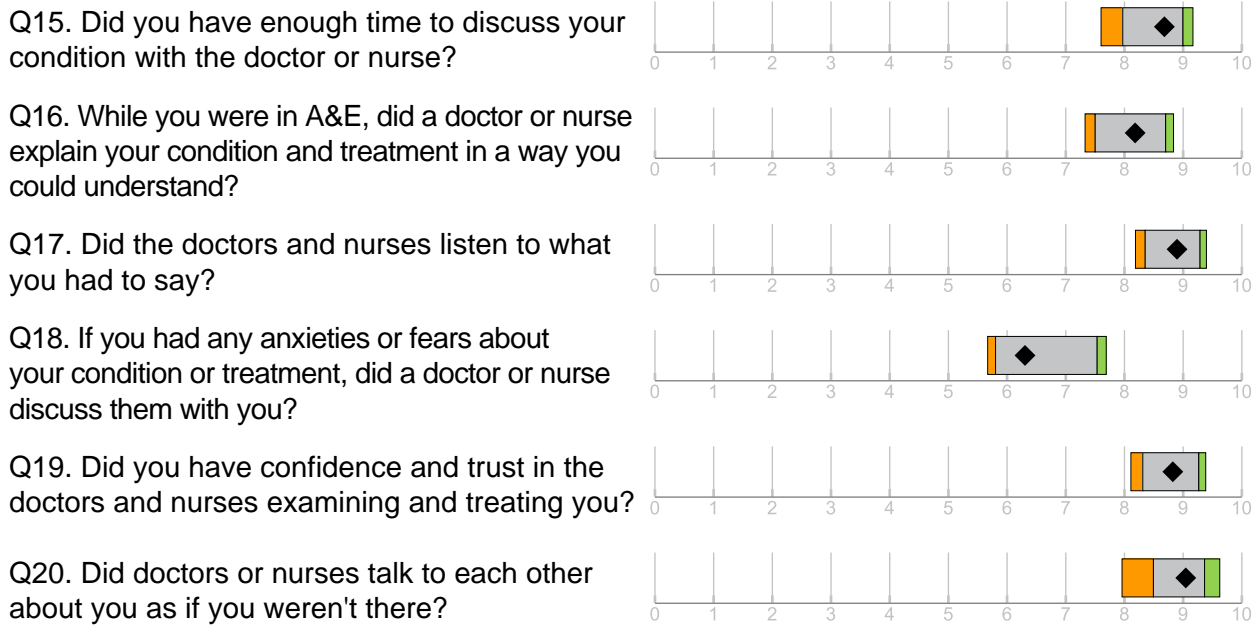 Q15. Did you have enough time to discuss your
condition with the doctor or nurse?
0 1 2 3 4 5 6 7 8 9 10
Q16. While you were in A&E, did a doctor or nurse
explain your condition and treatment in a way you
could understand?
0 1 2 3 4 5 6 7 8 9 10
Q17. Did the doctors and nurses listen to what
you had to say?
0 1 2 3 4 5 6 7 8 9 10
Q18. If you had any anxieties or fears about
your condition or treatment, did a doctor or nurse
discuss them with you?
0 1 2 3 4 5 6 7 8 9 10
Q19. Did you have confidence and trust in the
doctors and nurses examining and treating you?
0 1 2 3 4 5 6 7 8 9 10
Q20. Did doctors or nurses talk to each other
about you as if you weren't there?
0 1 2 3 4 5 6 7 8 9 10